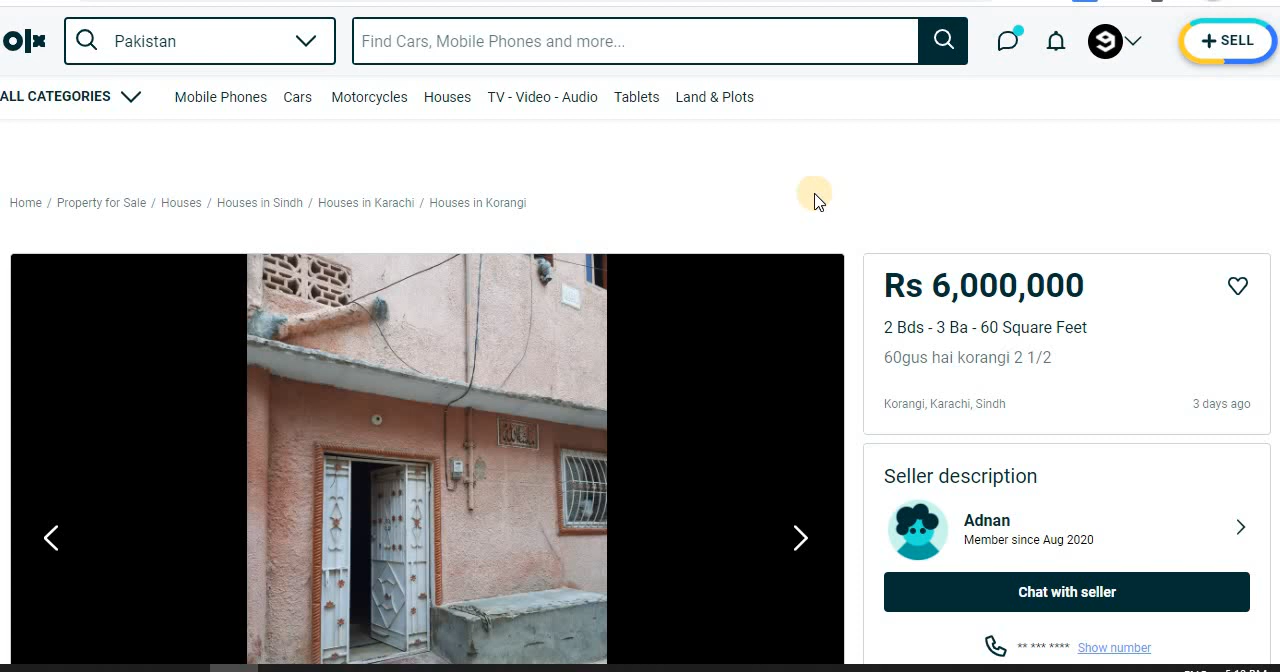 olx
Pakistan
Find Cars, Mobile Phones and more...
+ SELL
ALL CATEGORIES
Mobile Phones
Cars
Motorcycles
Houses
TV - Video - Audio
Tablets
Land & Plots
Home / Property for Sale / Houses / Houses in Sindh / Houses in Karachi / Houses in Korangi
Rs 6,000,000
2 Bds - 3 Ba - 60 Square Feet
60gus hai korangi 2 1/2
Korangi, Karachi, Sindh
3 days ago
Seller description
Adnan
Member since Aug 2020
Chat with seller
** *** **** Show number